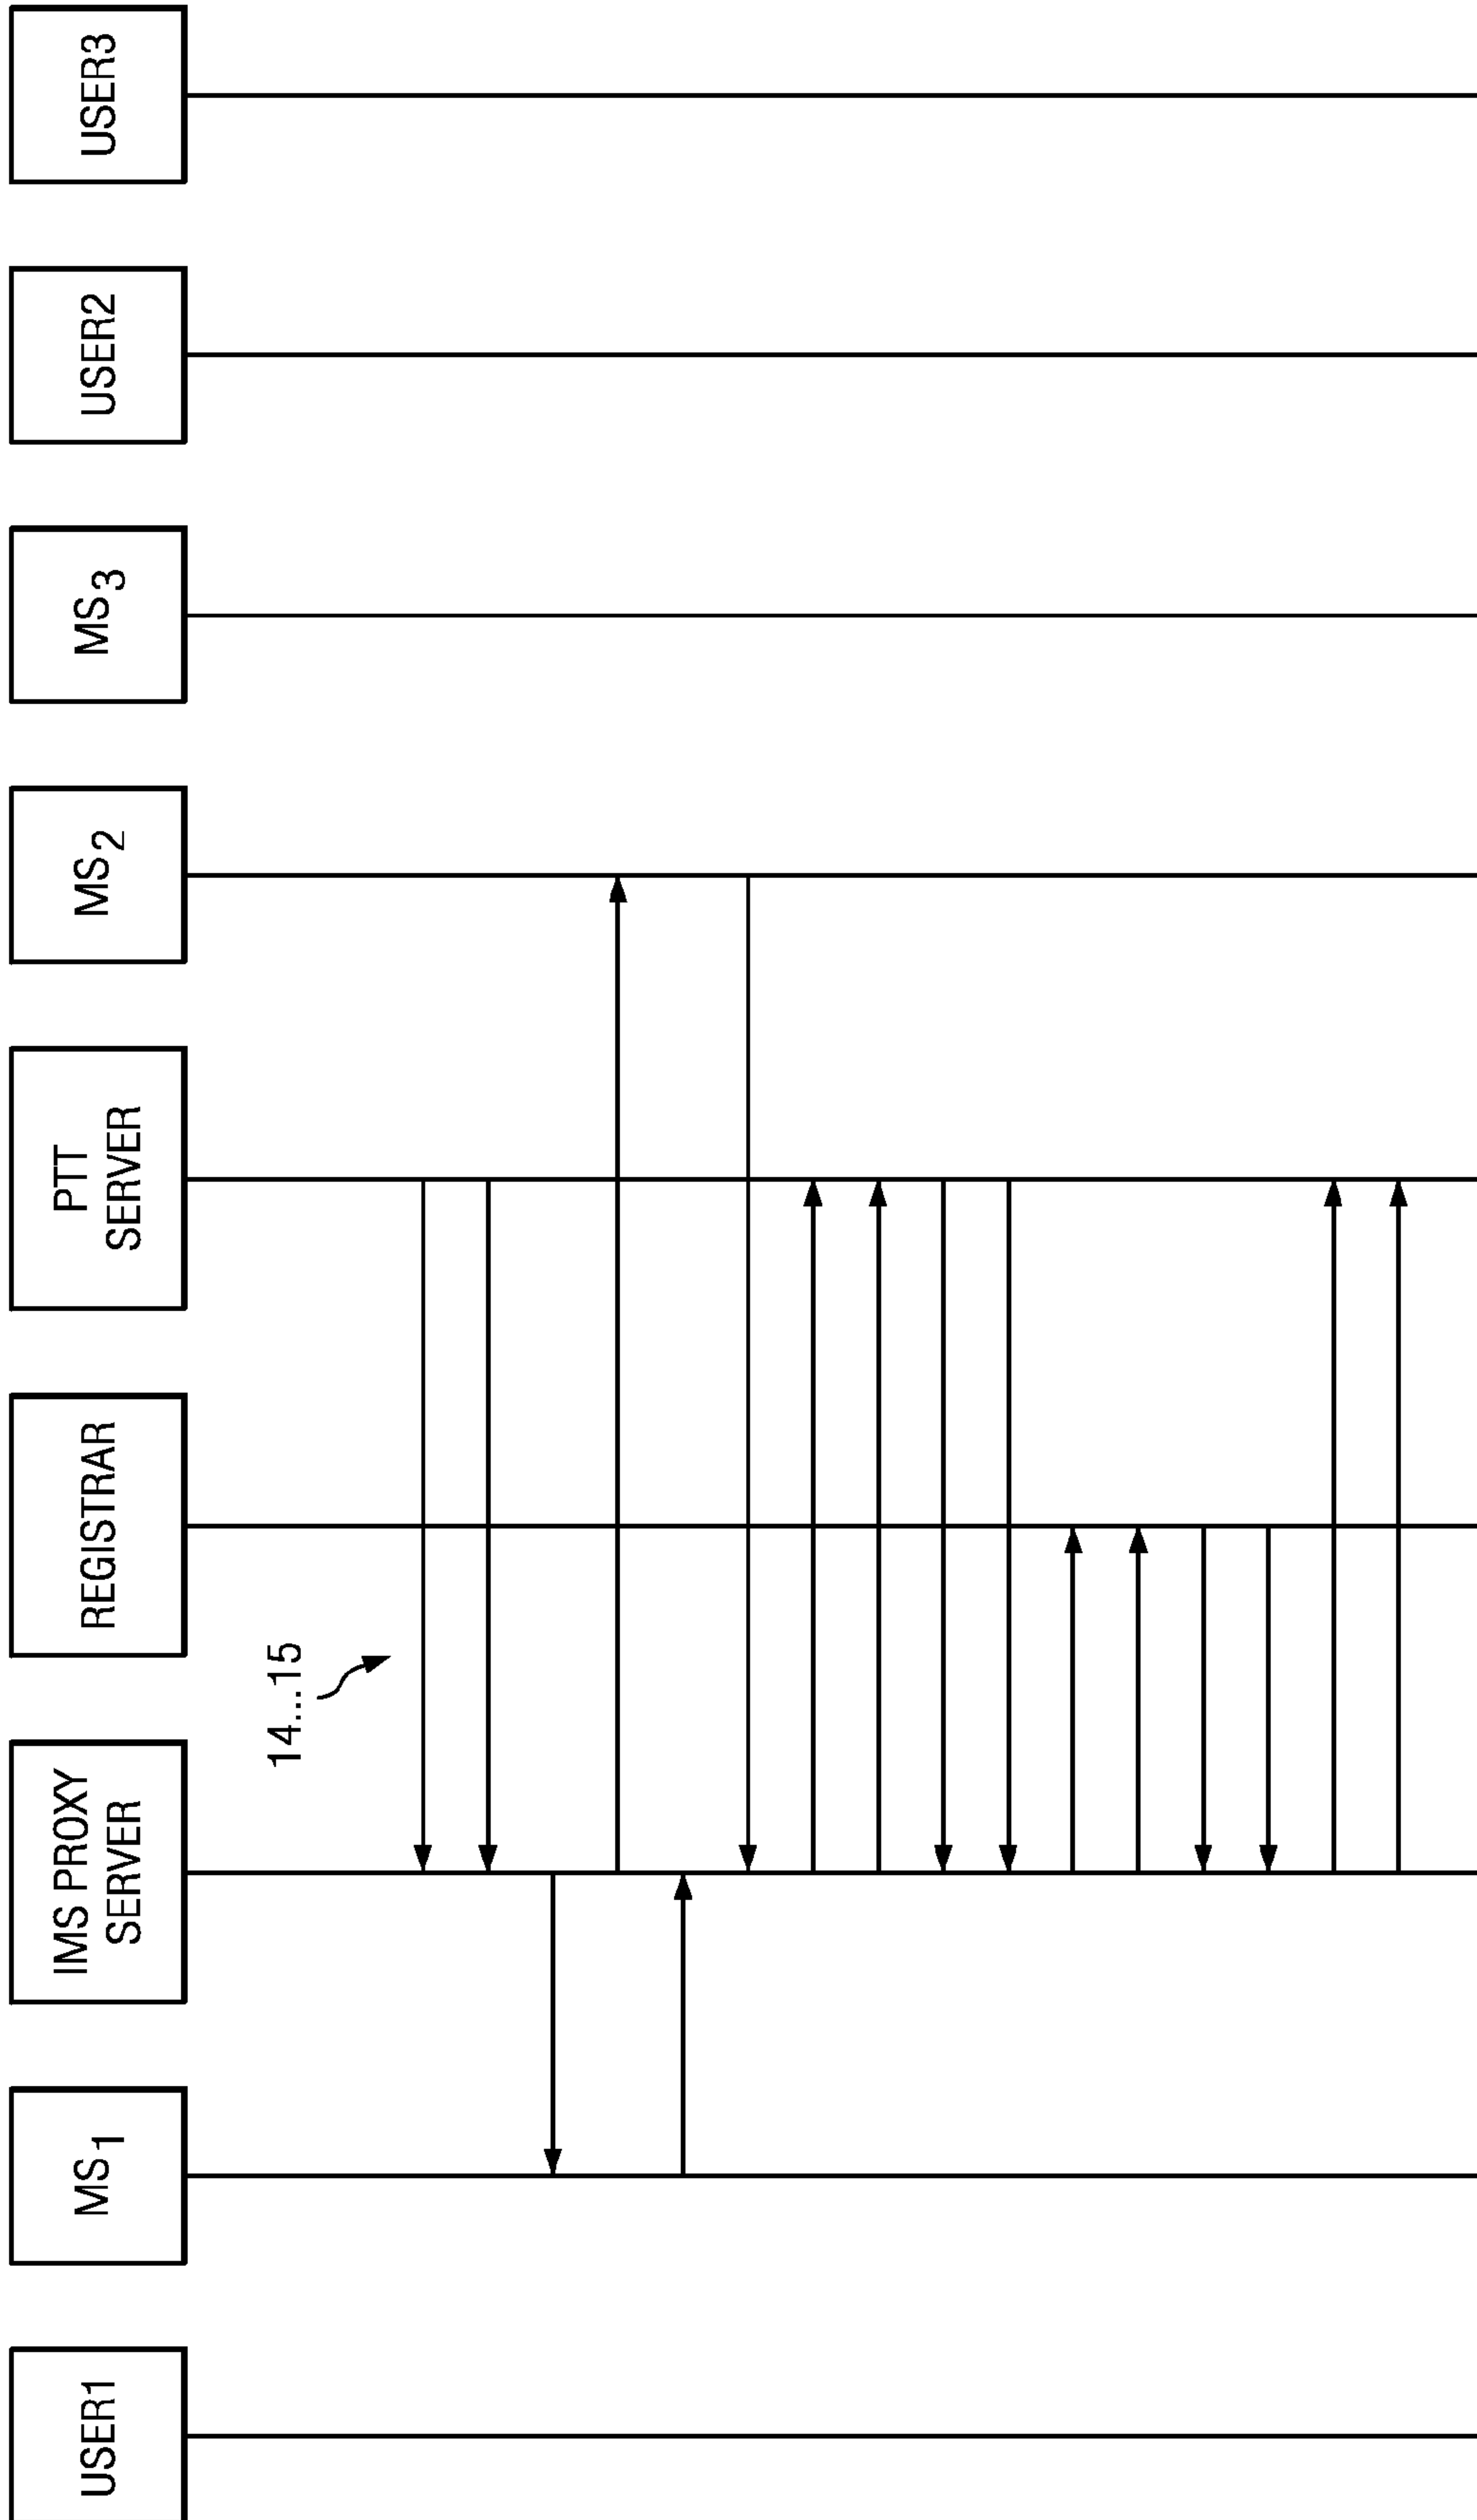 USER1
MS1
IMS PROXY
SERVER
REGISTRAR
PTT
SERVER
MS2
MS3
USER2
USER3
14...15